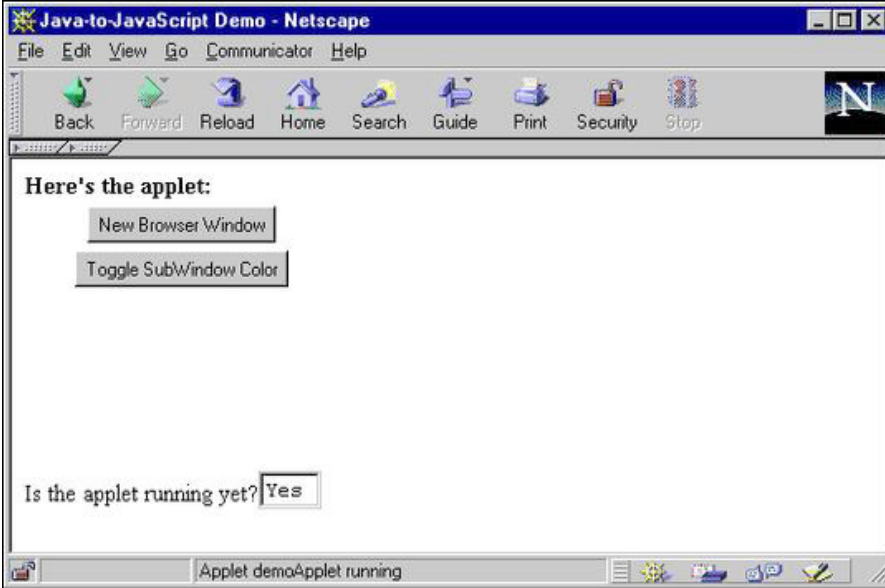 Java-to-JavaScript Demo - Netscape
File Edit View Go Communicator Help
Back Forward Reload Home Search Guide Print Security Stop
N
Here's the applet:
New Browser Window
Toggle SubWindow Color
Is the applet running yet? Yes
Applet demoApplet running